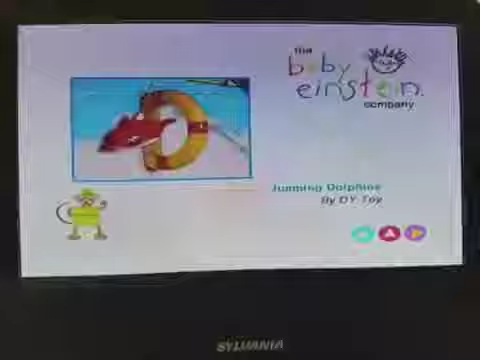 the
baby
einstein
company
Jumping Dolphins
By DY Toy
SYLVANIA